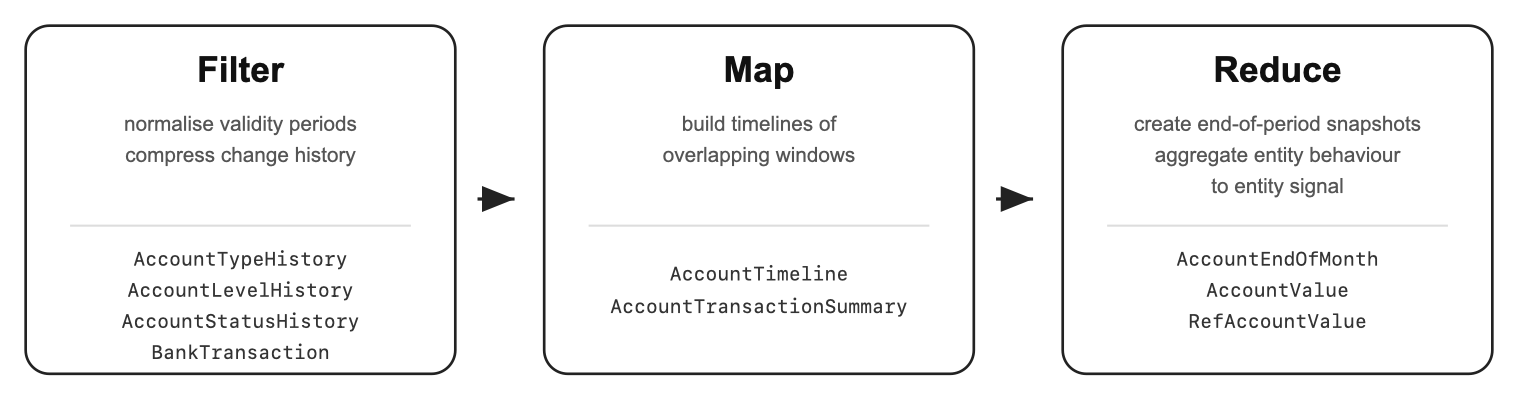 Filter
normalise validity periods
compress change history
AccountTypeHistory
AccountLevelHistory
AccountStatusHistory
BankTransaction
Map
build timelines of
overlapping windows
AccountTimeline
AccountTransactionSummary
Reduce
create end-of-period snapshots
aggregate entity behaviour
to entity signal
AccountEndOfMonth
AccountValue
RefAccountValue